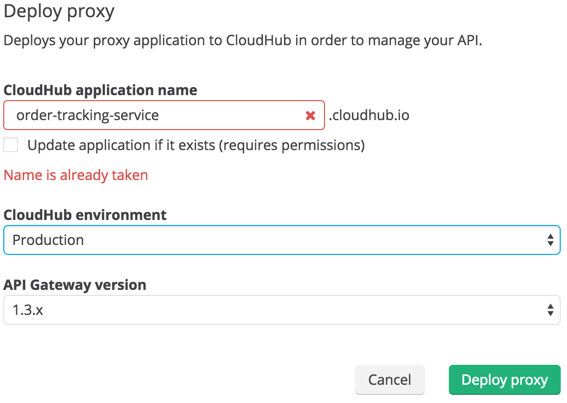 Deploy proxy
Deploys your proxy application to CloudHub in order to manage your API.
CloudHub application name
order-tracking-service .cloudhub.io
Update application if it exists (requires permissions)
Name is already taken
CloudHub environment
Production
API Gateway version
1.3.x
Cancel Deploy proxy